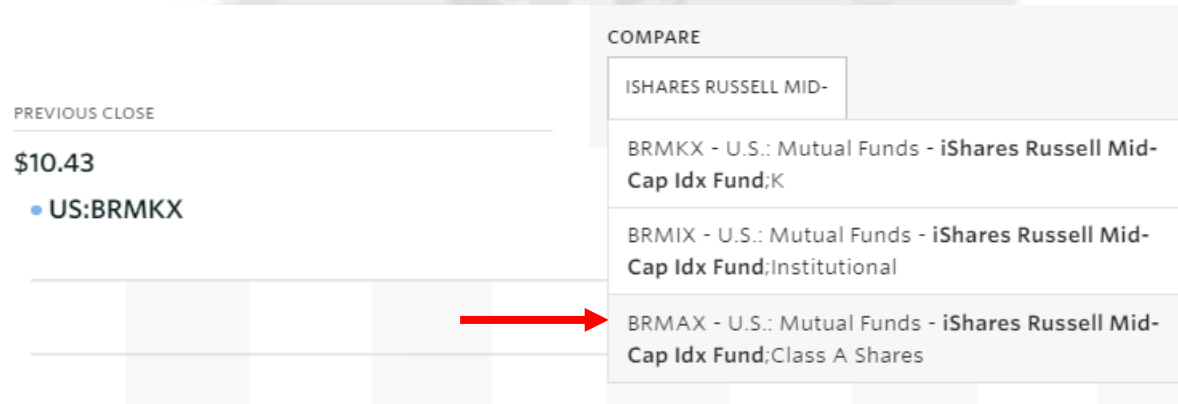 COMPARE
ISHARES RUSSELL MID-
PREVIOUS CLOSE
$10.43
US:BRMKX
BRMKX - U.S.: Mutual Funds - iShares Russell Mid-
Cap Idx Fund;K
BRMIX - U.S.: Mutual Funds - iShares Russell Mid-
Cap Idx Fund;Institutional
BRMAX - U.S.: Mutual Funds - iShares Russell Mid-
Cap Idx Fund;Class A Shares